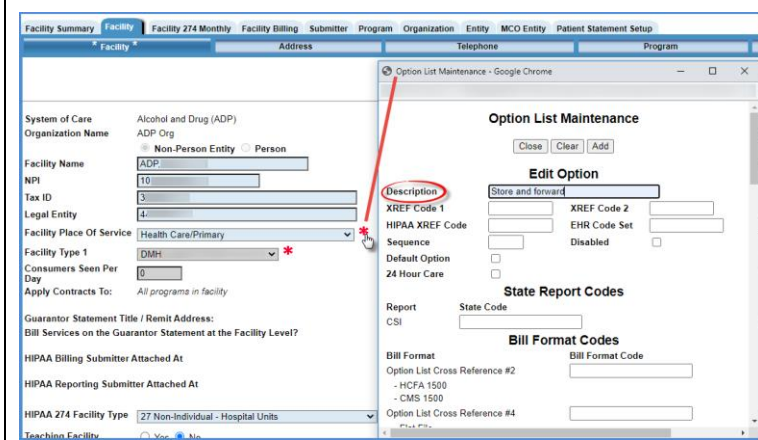 Facility Summary Facility Facility 274 Monthly Facility Billing Submitter Program Organization Entity MCO Entity Patient Statement Setup
* Facility * Address Telephone Program
Option List Maintenance - Google Chrome
System of Care Alcohol and Drug (ADP)
Organization Name ADP Org
Non-Person Entity Person
Facility Name ADP
NPI 10
Tax ID 3
Legal Entity 4
Facility Place Of Service Health Care/Primary *
Facility Type 1 DMH *
Consumers Seen Per
Day 0
Apply Contracts To: All programs in facility
Guarantor Statement Title / Remit Address:
Bill Services on the Guarantor Statement at the Facility Level?
HIPAA Billing Submitter Attached At
HIPAA Reporting Submitter Attached At
HIPAA 274 Facility Type 27 Non-Individual - Hospital Units
Teaching Facility Yes No
Option List Maintenance
Close Clear Add
Edit Option
Description Store and forward
XREF Code 1 XREF Code 2
HIPAA XREF Code EHR Code Set
Sequence Disabled
Default Option
24 Hour Care
State Report Codes
Report State Code
CSI
Bill Format Codes
Bill Format Bill Format Code
Option List Cross Reference #2
- HCFA 1500
- CMS 1500
Option List Cross Reference #4